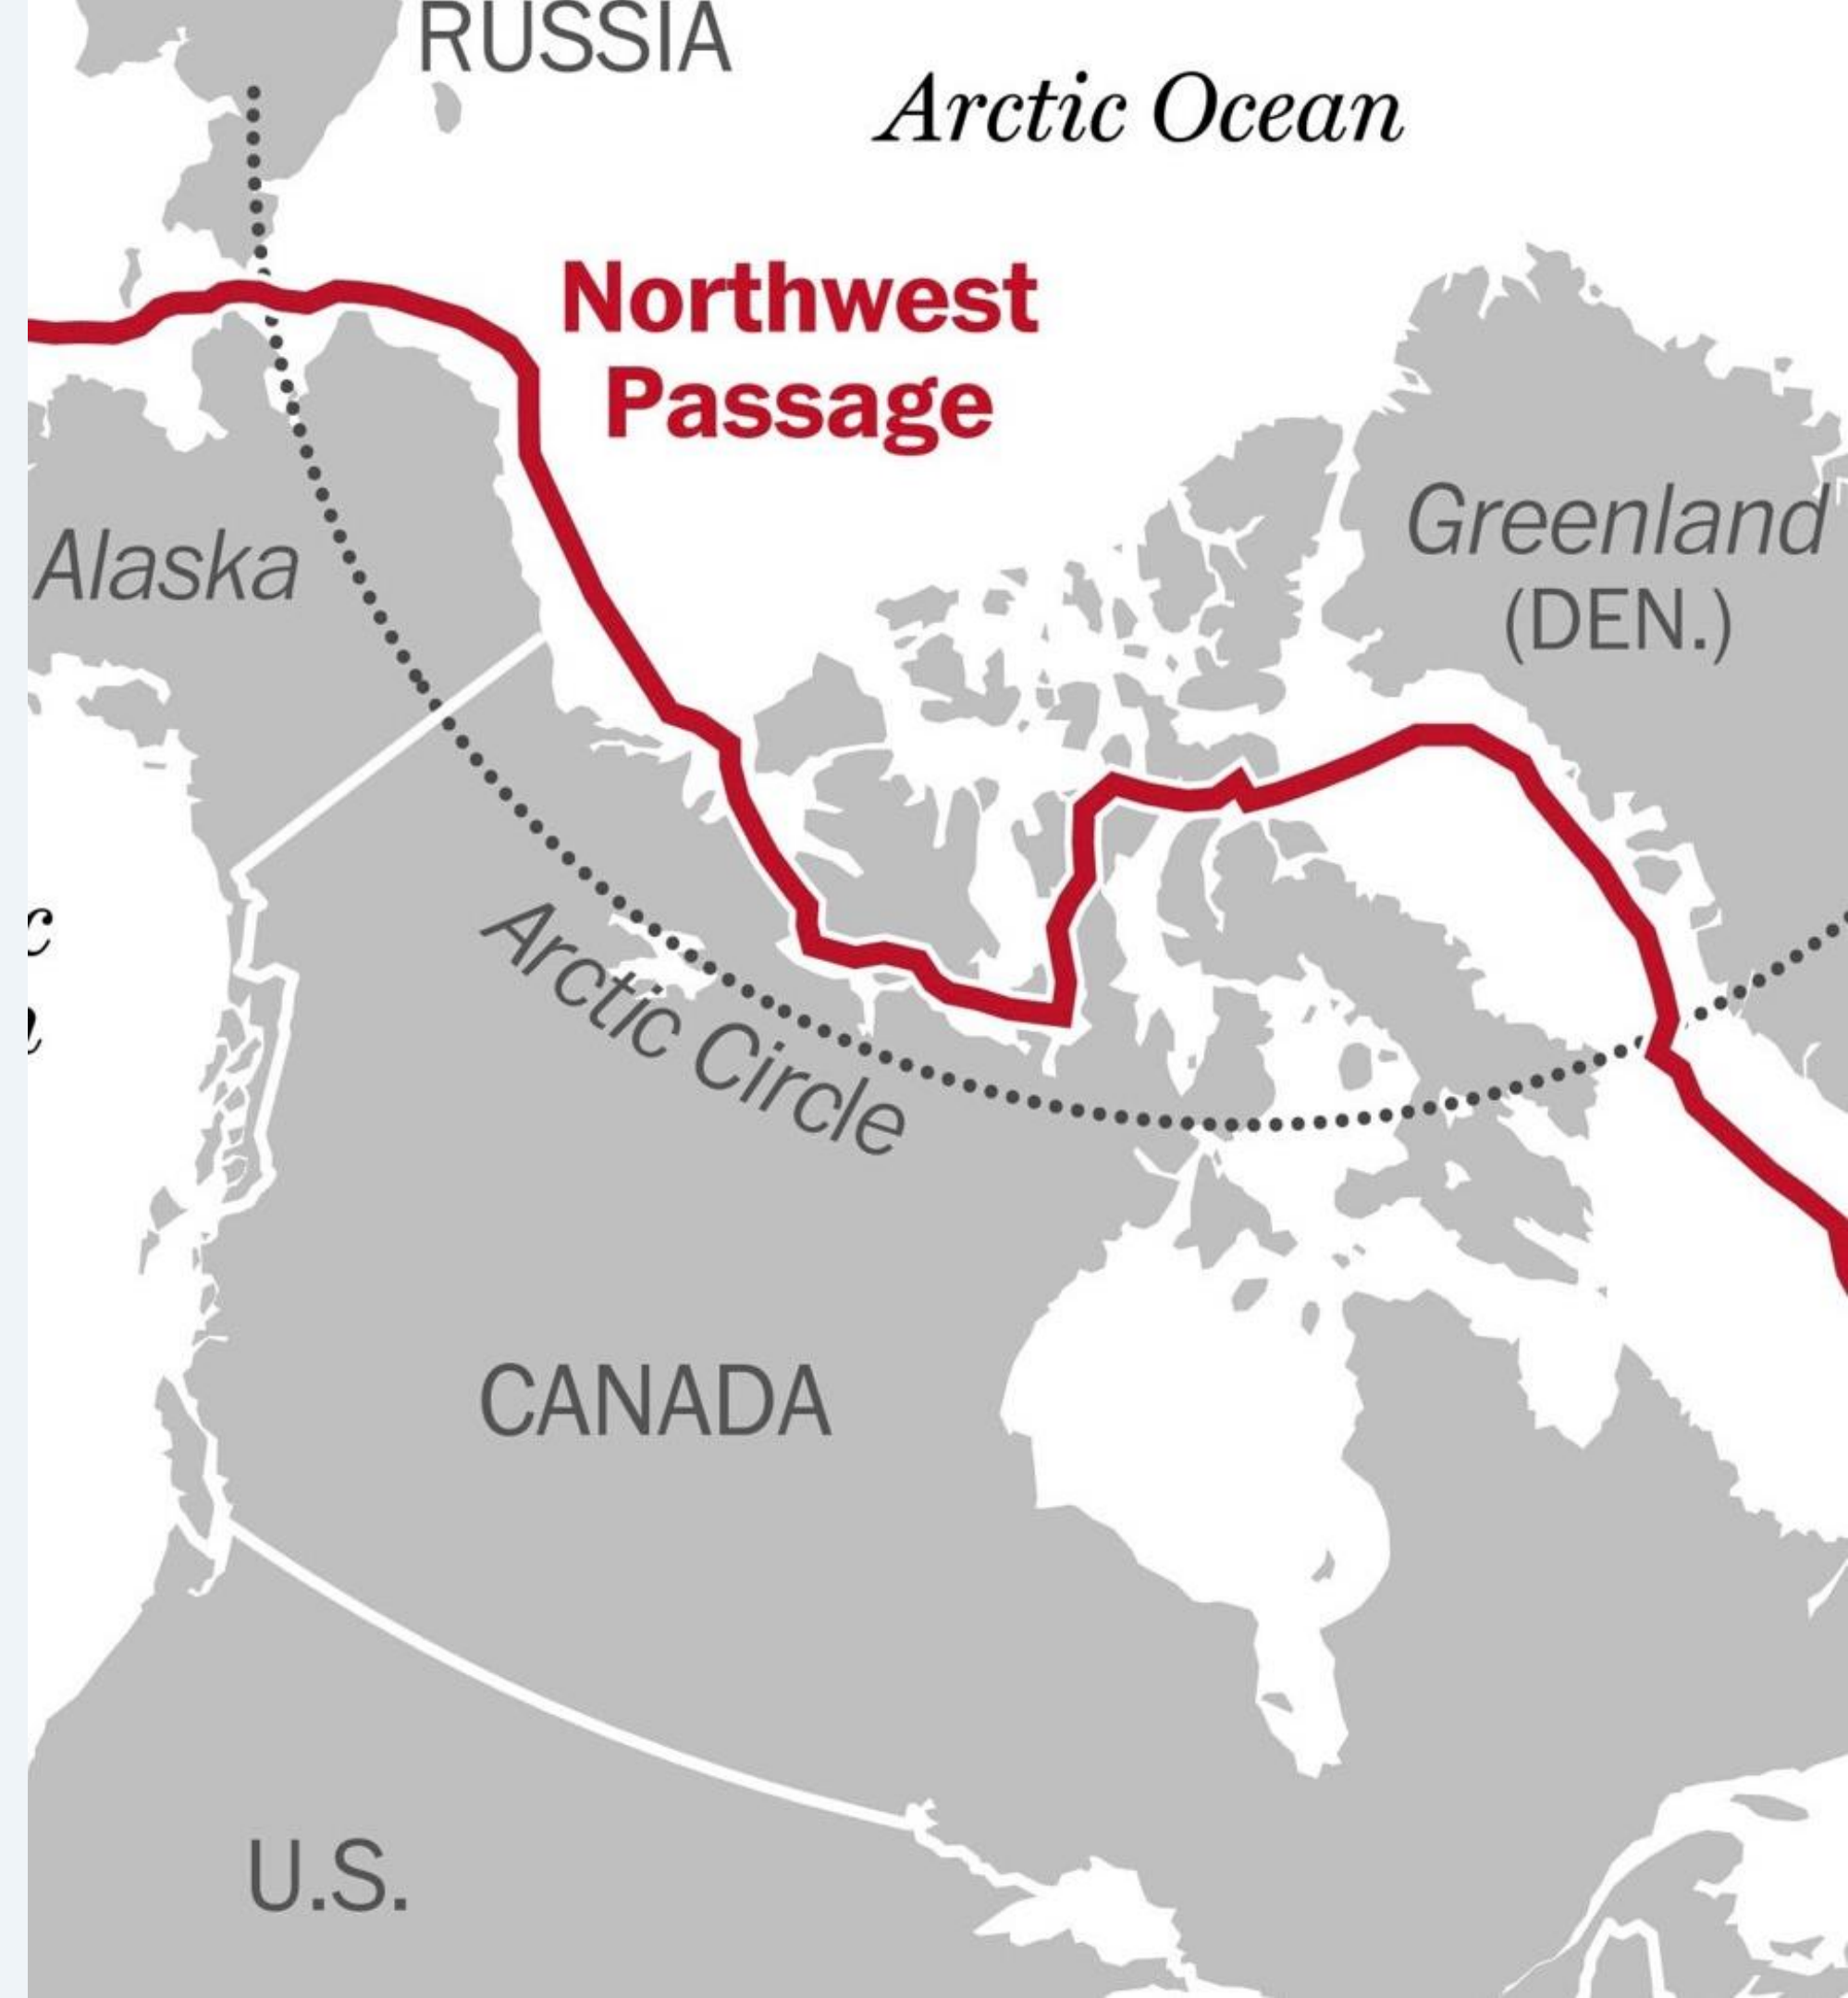 RUSSIA
Arctic Ocean
Northwest
Passage
Greenland
(DEN.)
Alaska
Arctic Circle
CANADA
U.S.